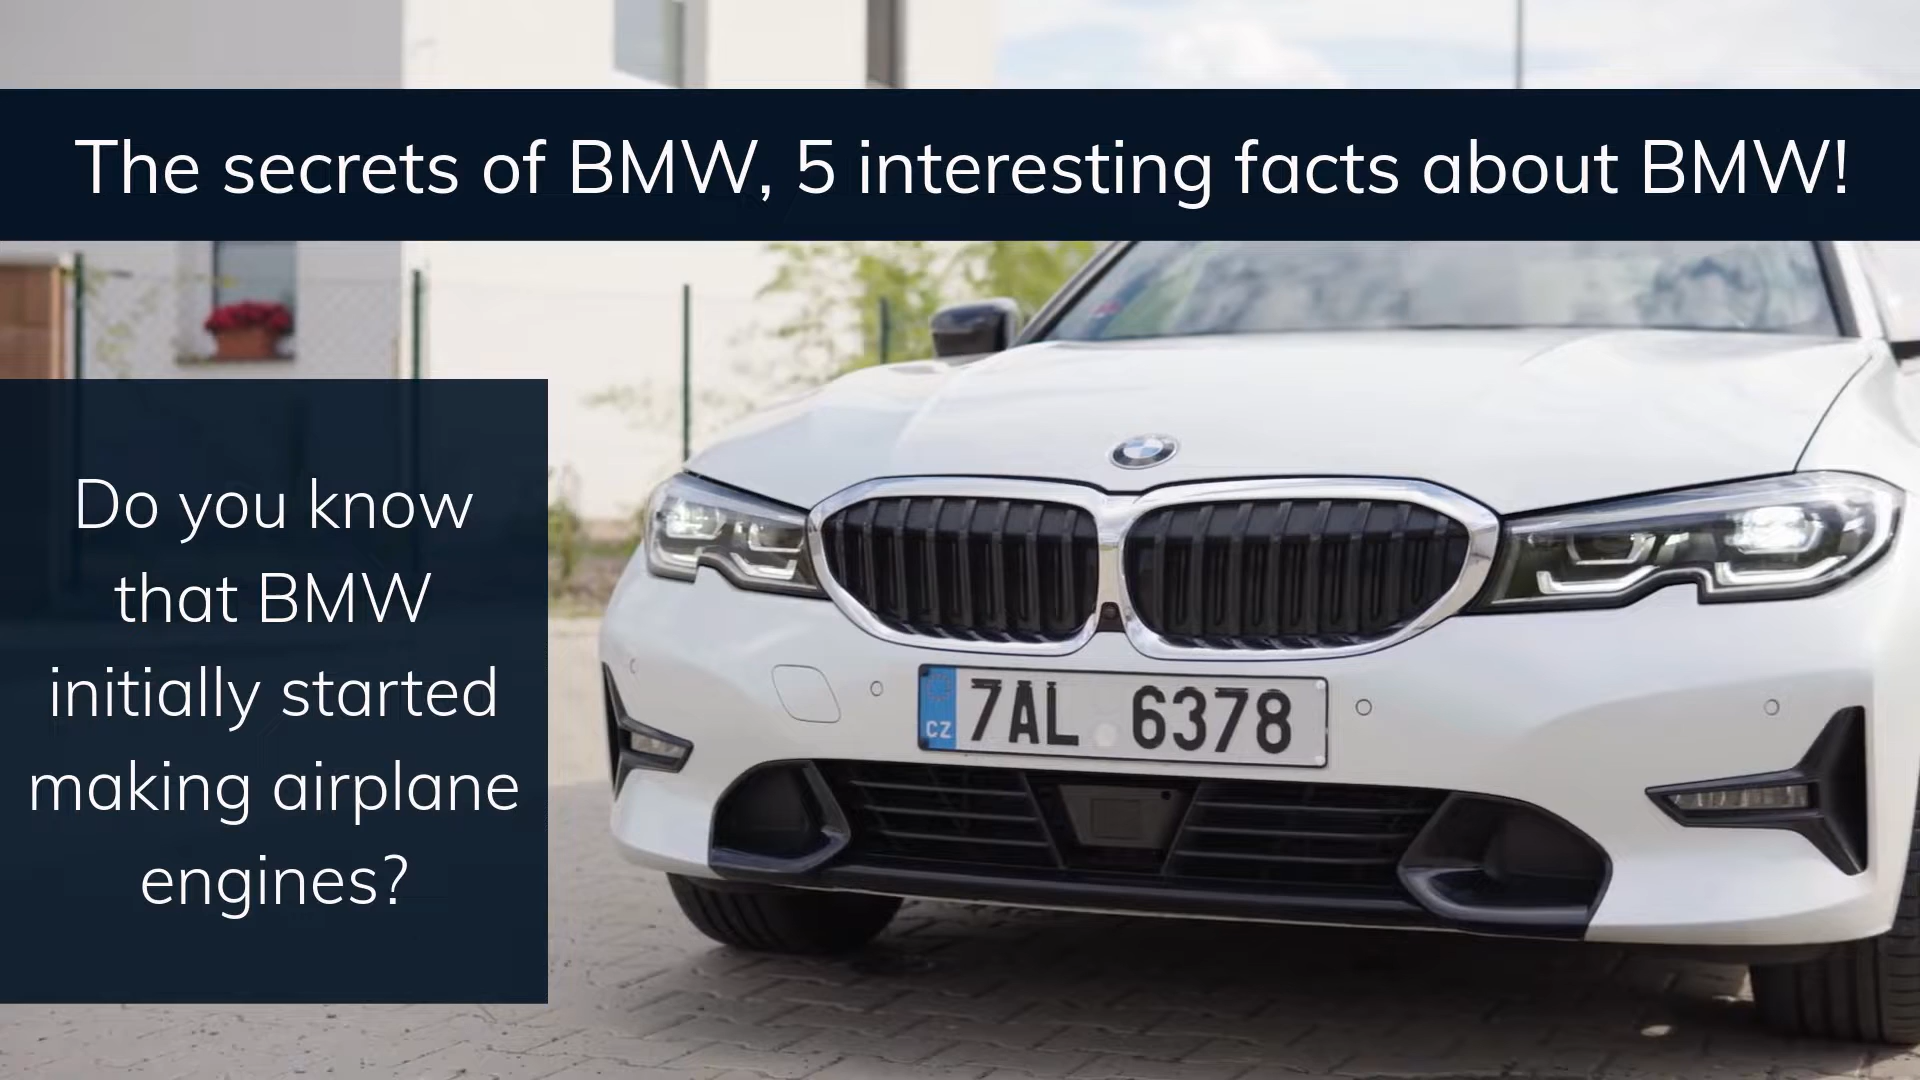 The secrets of BMW, 5 interesting facts about BMW!
Do you know
that BMW
initially started
making airplane
engines?
CZ
7AL 6378